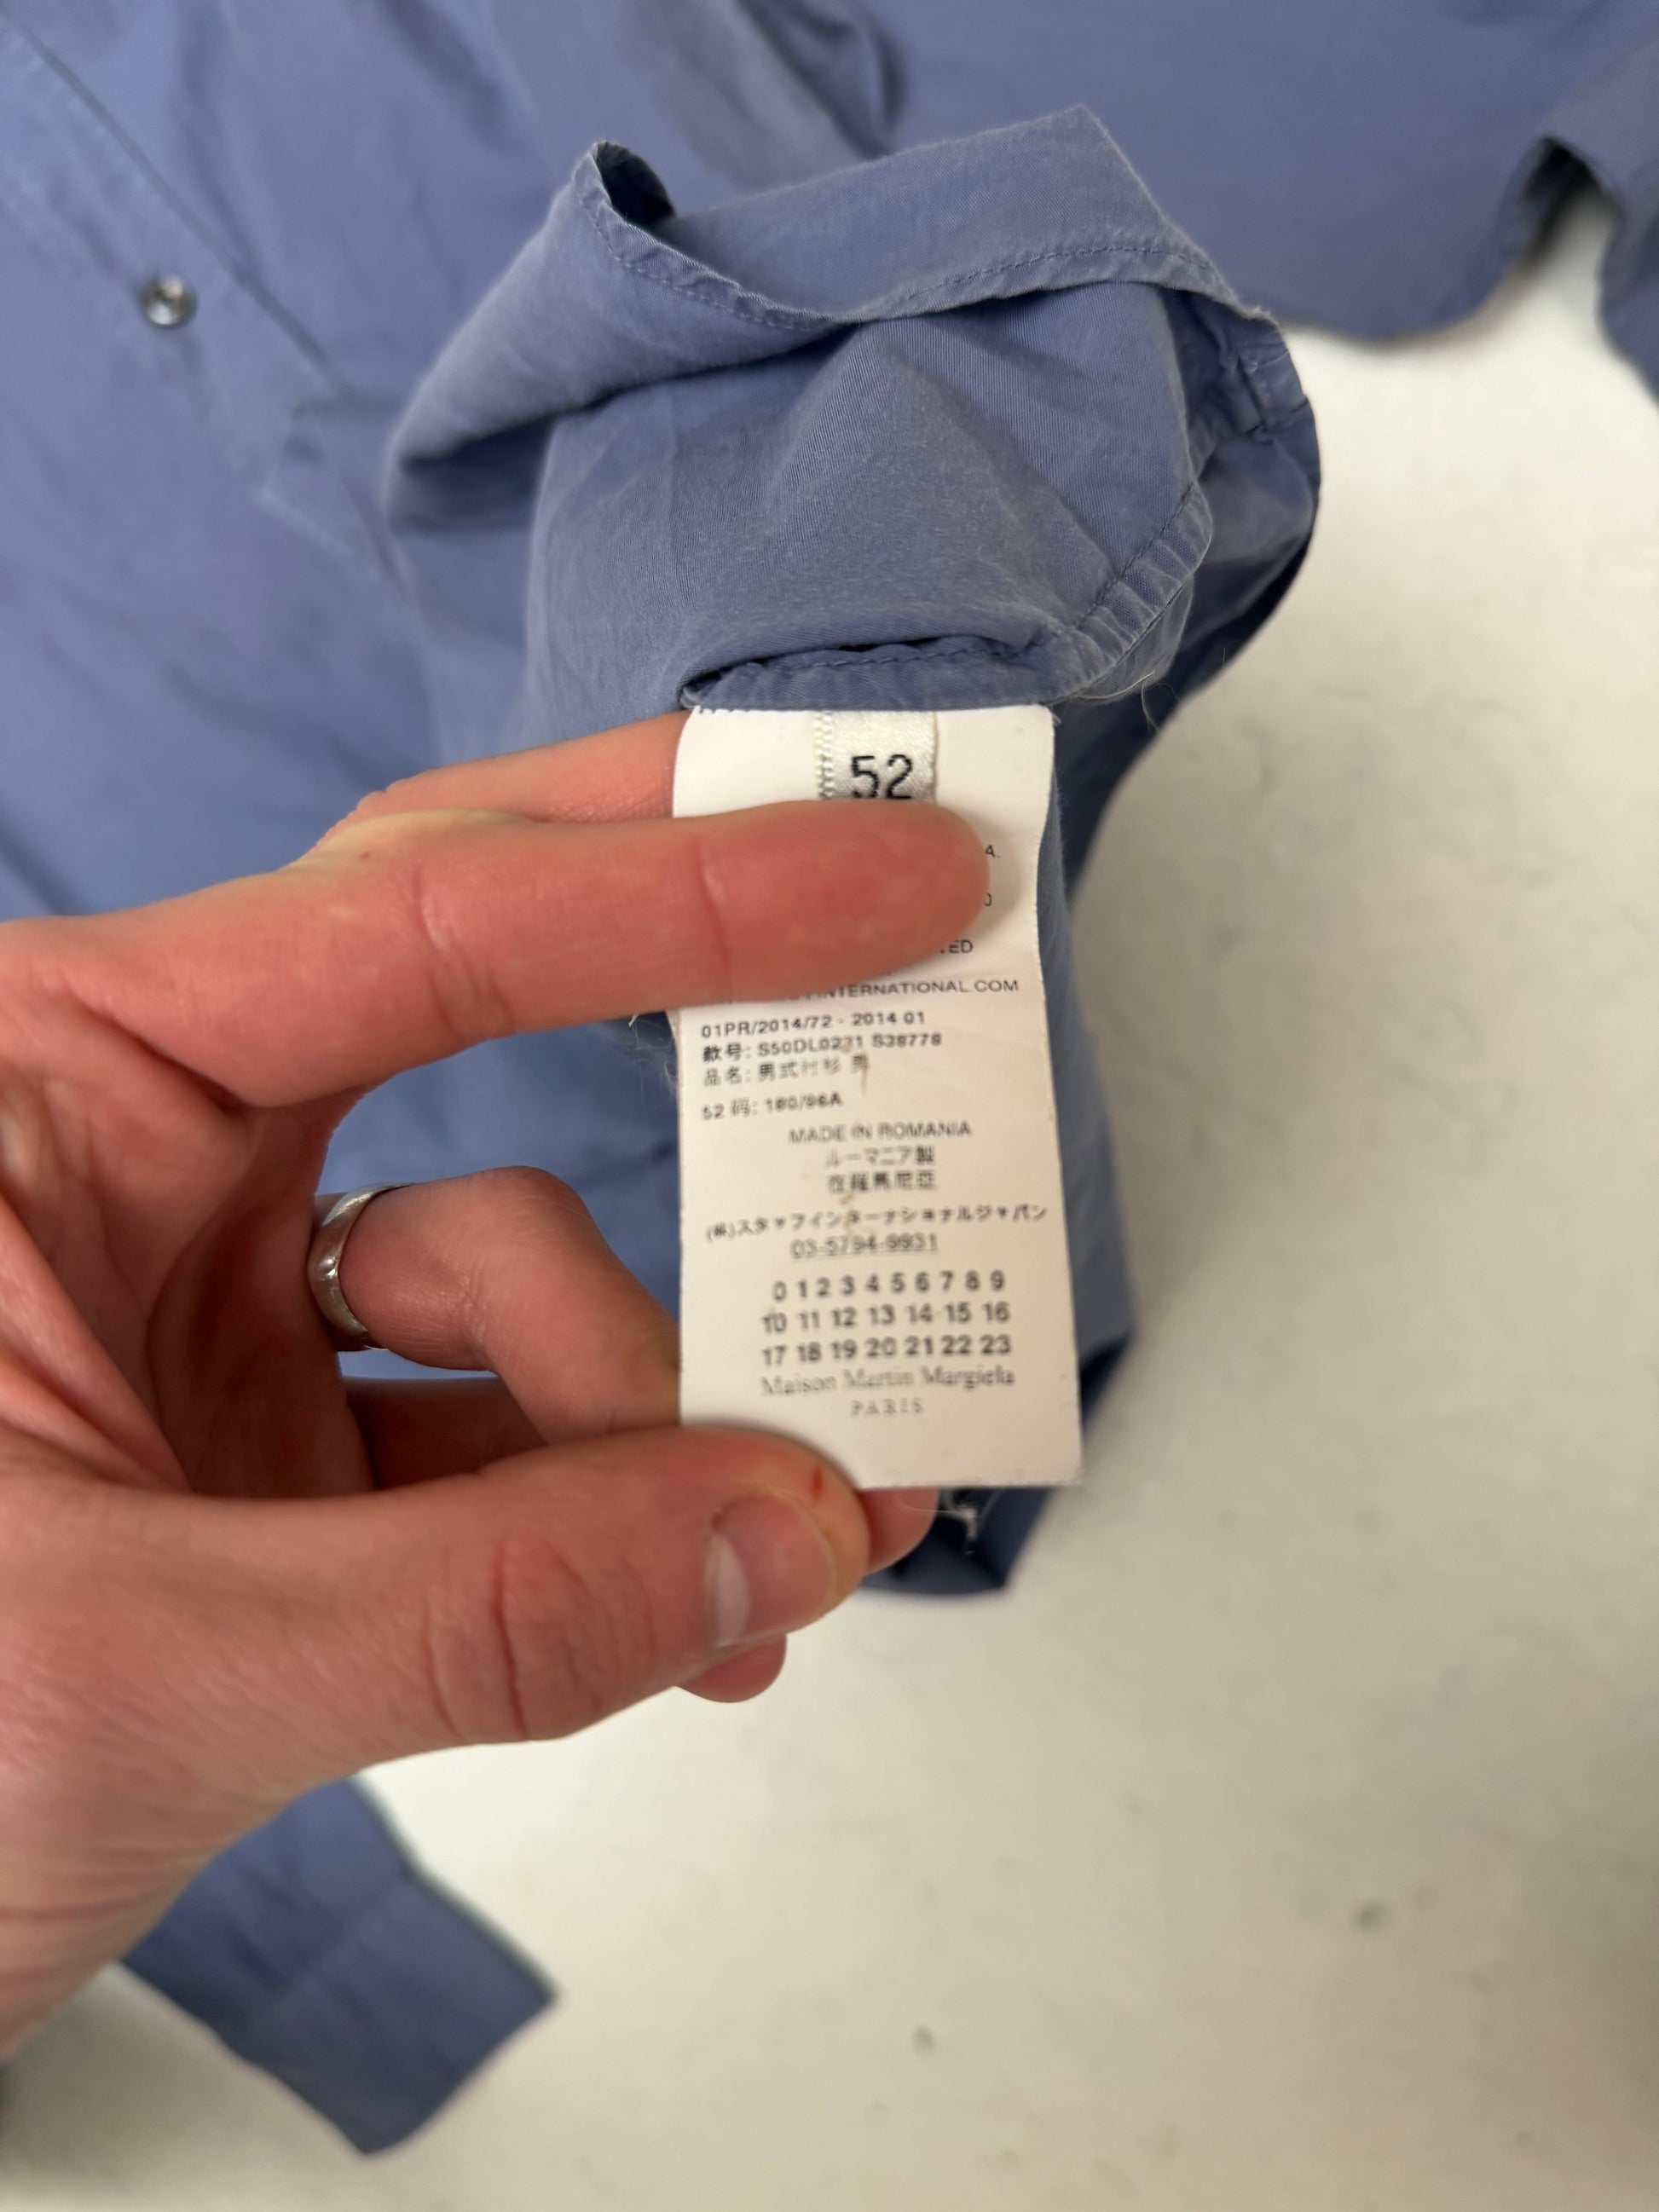 52
A.
TED
INTERNATIONAL.COM
01PR/2014/72 - 2014 01
款号: S50DL0231 S38778
品名: 男式衬衫 男
52 码: 180/96A
MADE IN ROMANIA
ルーマニア製
在羅馬尼亞
(株)スタッフインターナショナルジャパン
03-5794-9931
0 1 2 3 4 5 6 7 8 9
10 11 12 13 14 15 16
17 18 19 20 21 22 23
Maison Martin Margiela
PARIS